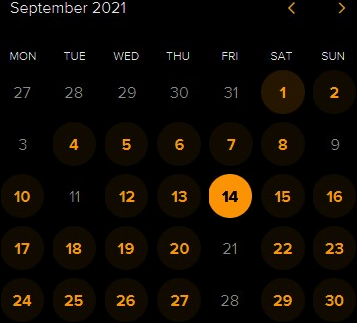 September 2021
MON TUE WED THU FRI SAT SUN
27 28 29 30 31 1 2
3 4 5 6 7 8 9
10 11 12 13 14 15 16
17 18 19 20 21 22 23
24 25 26 27 28 29 30